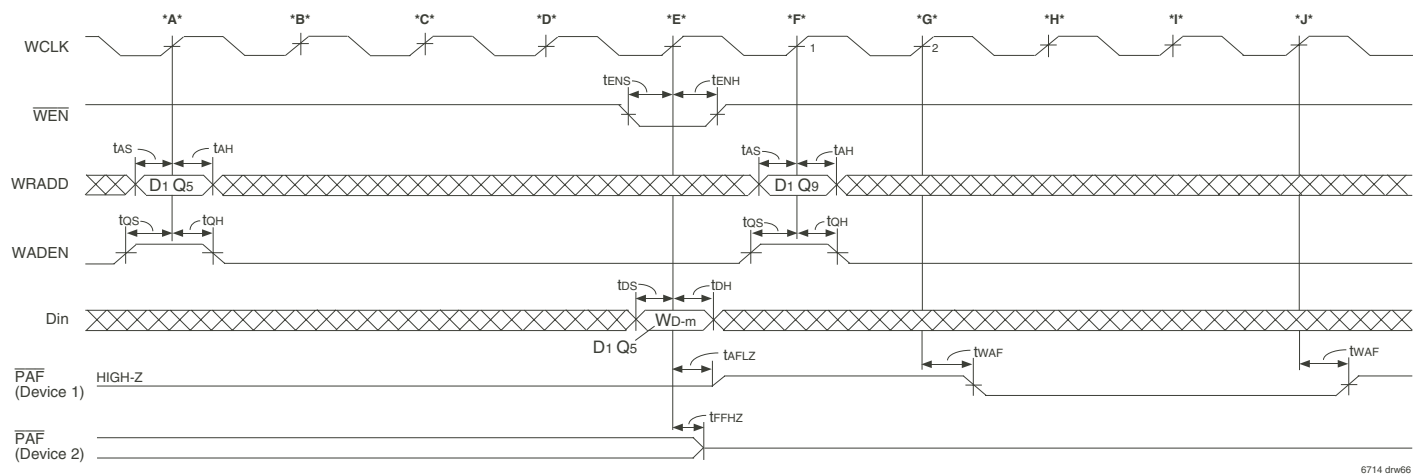 *A* *B* *C* *D* *E* *F* *G* *H* *I* *J*
WCLK 1 2
tENS tENH
WEN
tAS tAH tAS tAH
WRADD D1 Q5 D1 Q9
tQS tQH tQS tQH
WADEN
tDS tDH
Din WD-m
D1 Q5
tAFLZ tWAF tWAF
PAF HIGH-Z
(Device 1)
tFFHZ
PAF
(Device 2)
6714 drw66